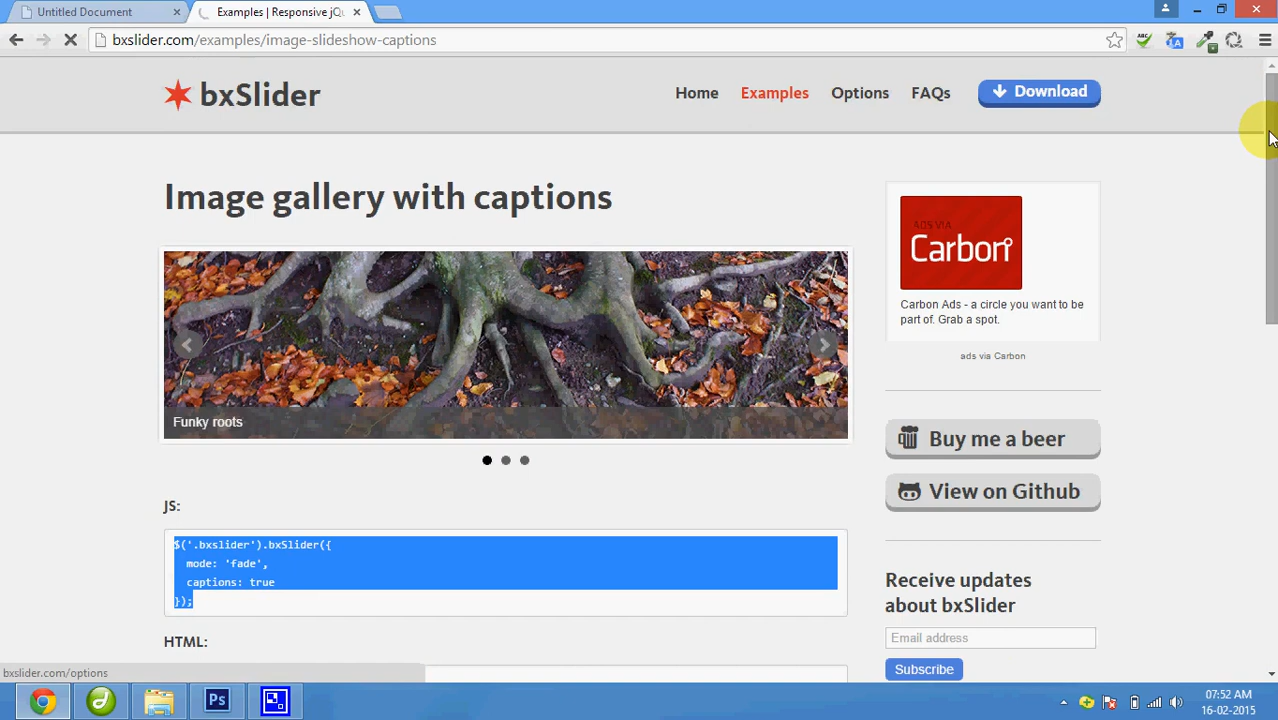 Untitled Document
Examples | Responsive jQu
bxslider.com/examples/image-slideshow-captions
ABC
bxSlider
Home
Examples
Options
FAQs
Download
Image gallery with captions
Funky roots
JS:
$('.bxslider').bxSlider({
mode: 'fade',
captions: true
});
HTML:
ADS VIA
Carbon
Carbon Ads - a circle you want to be
part of. Grab a spot.
ads via Carbon
Buy me a beer
View on Github
Receive updates
about bxSlider
Email address
Subscribe
bxslider.com/options
Ps
07:52 AM
16-02-2015